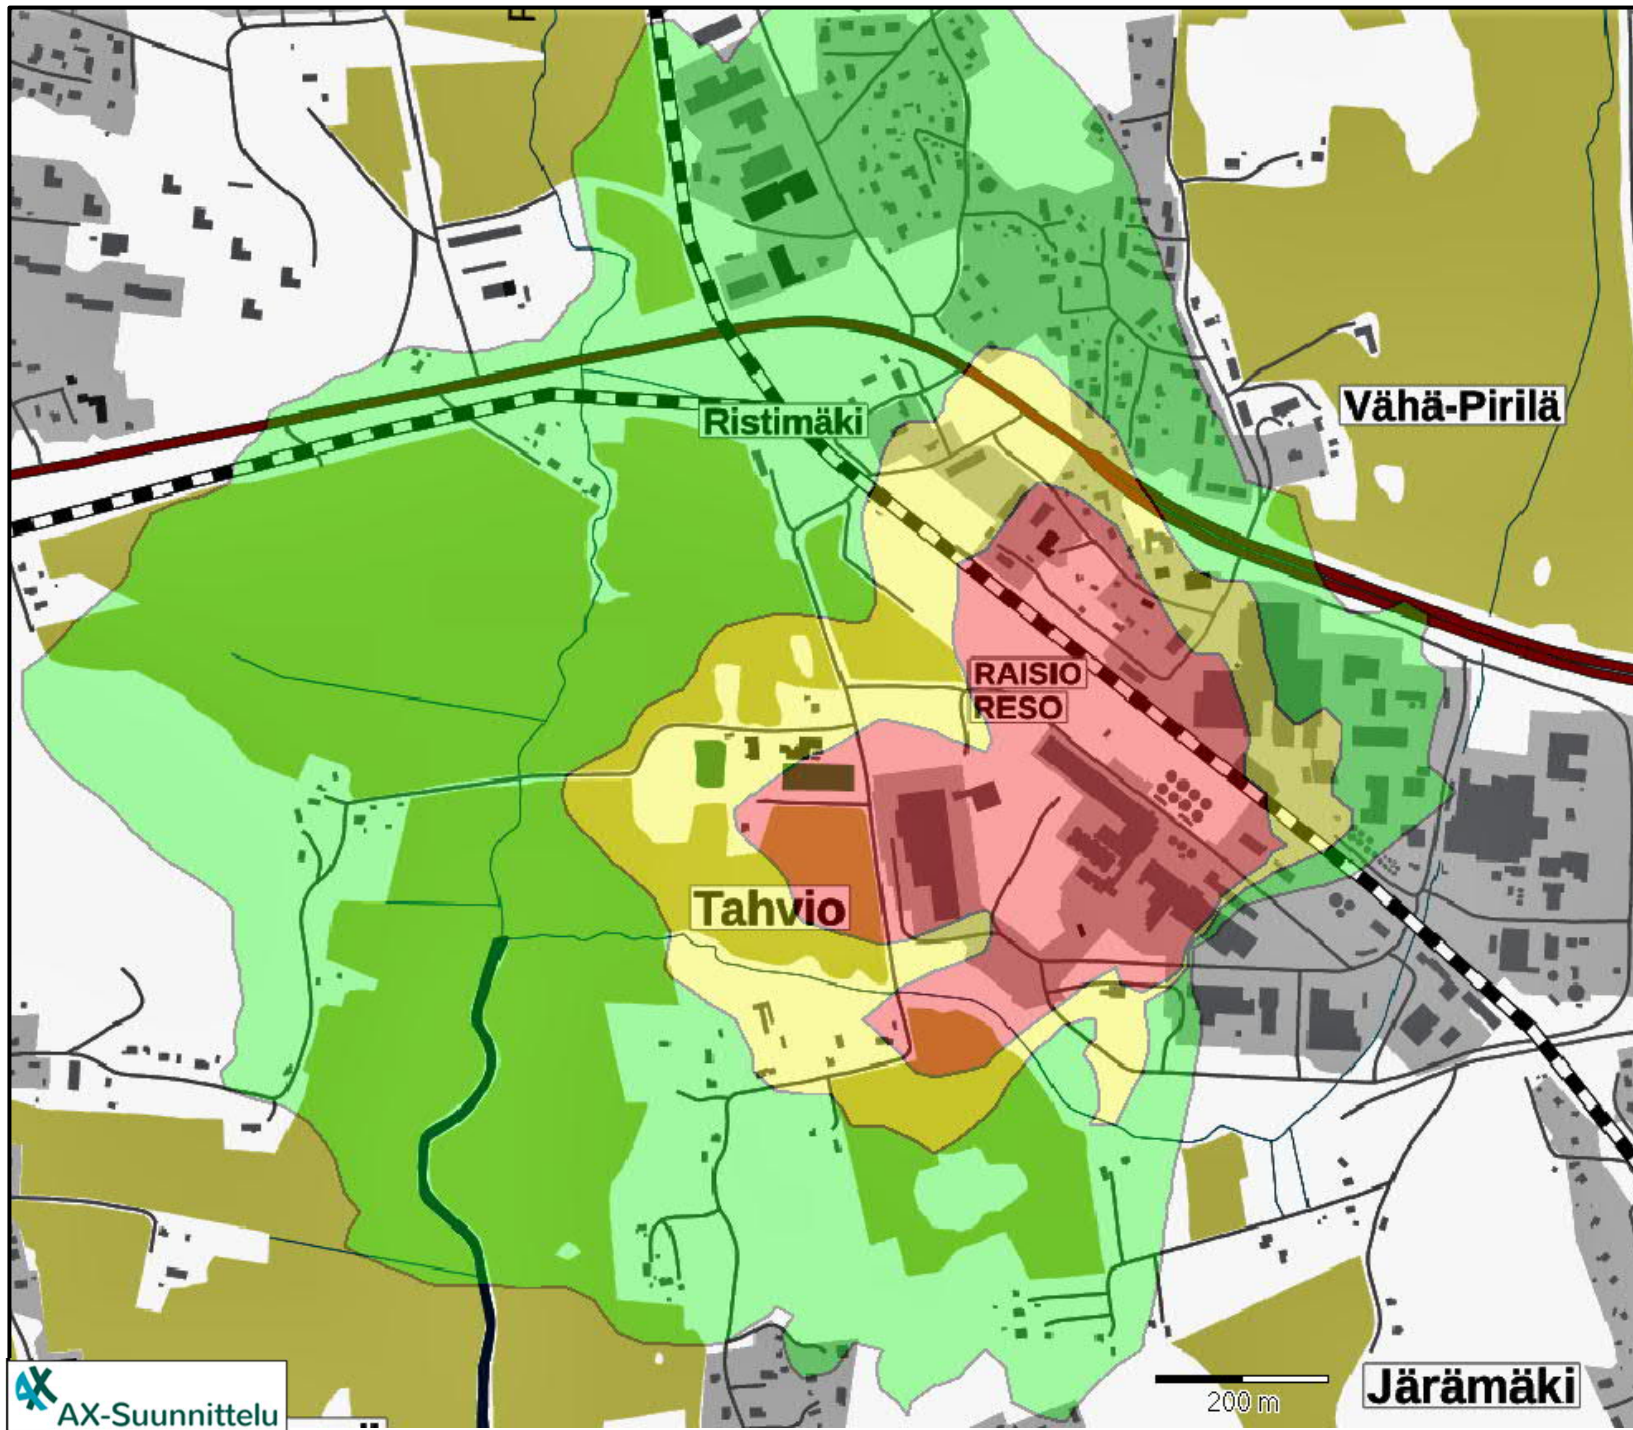 Vähä-Pirilä
Ristimäki
RAISIO
RESO
Tahvio
Järämäki
200 m
AX-Suunnittelu